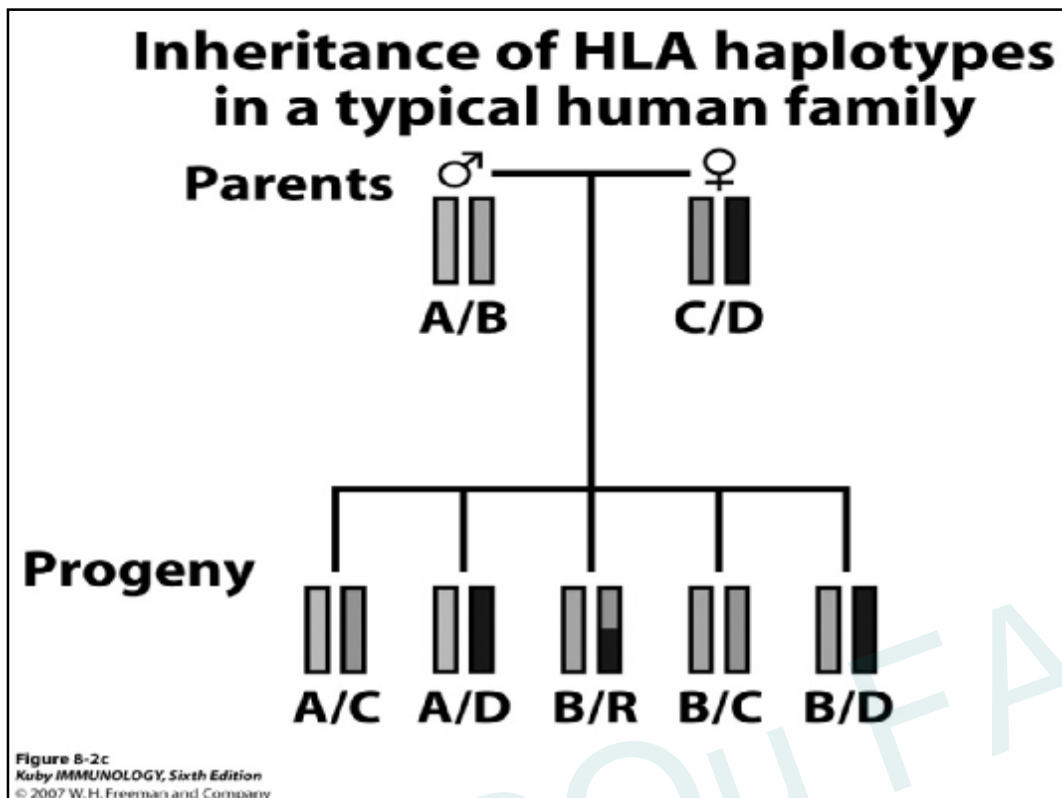 Inheritance of HLA haplotypes
in a typical human family
Parents ♂ ♀
A/B C/D
Progeny
A/C A/D B/R B/C B/D
Figure 8-2c
Kuby IMMUNOLOGY, Sixth Edition
© 2007 W. H. Freeman and Company